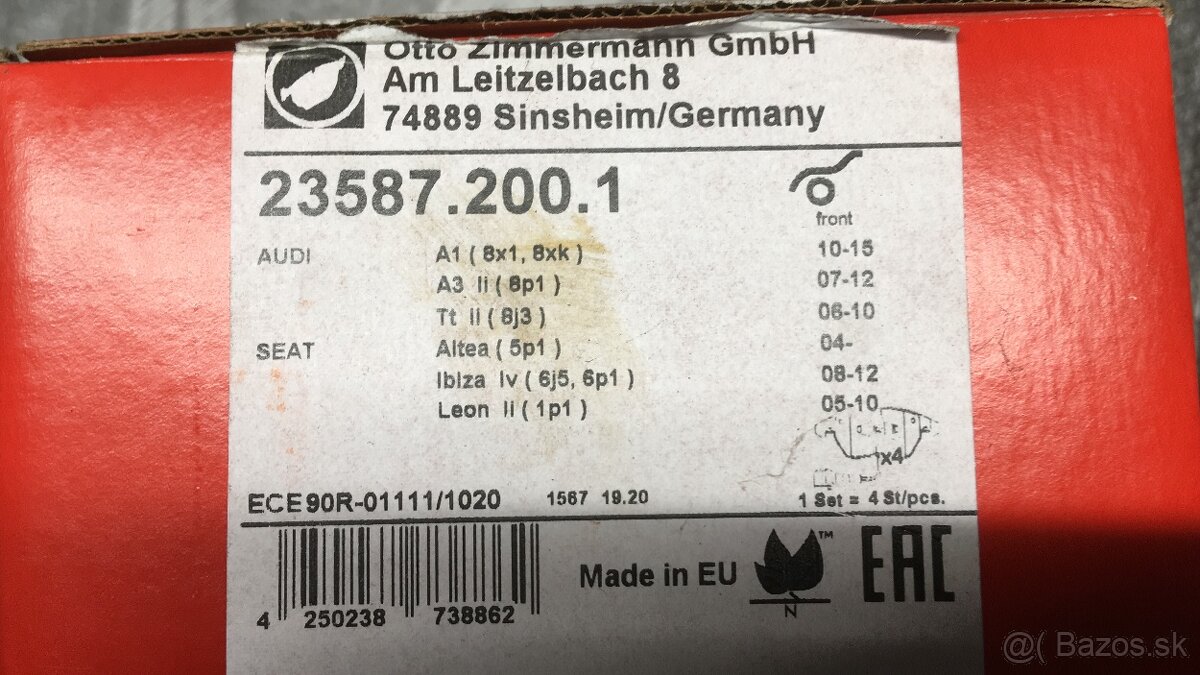 Otto Zimmermann GmbH
Am Leitzelbach 8
74889 Sinsheim/Germany
23587.200.1
front
AUDI A1 ( 8x1, 8xk ) 10-15
A3 Ii ( 8p1 ) 07-12
Tt Ii ( 8j3 ) 06-10
SEAT Altea ( 5p1 ) 04-
Ibiza Iv ( 6j5, 6p1 ) 08-12
Leon Ii ( 1p1 ) 05-10
x4
ECE90R-01111/1020 1567 19.20 1 Set = 4 St/pcs.
Made in EU
TM
EAC
N
4 250238 738862
@( Bazos.sk